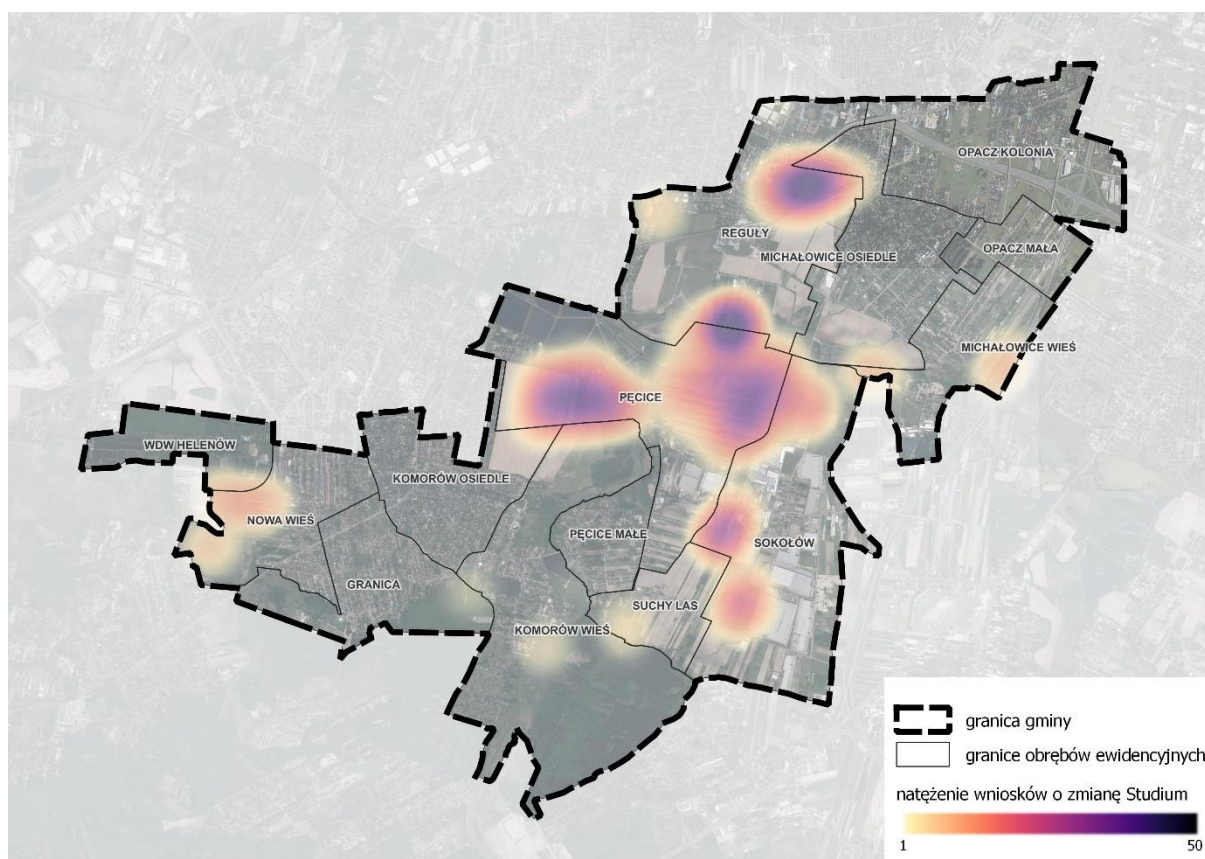 OPACZ KOLONIA
REGUŁY
OPACZ MAŁA
MICHAŁOWICE OSIEDLE
MICHAŁOWICE WIEŚ
PĘCICE
WDW HELENÓW
KOMORÓW OSIEDLE
NOWA WIEŚ
PĘCICE MAŁE
SOKOŁÓW
GRANICA
SUCHY LAS
KOMORÓW WIEŚ
granica gminy
granice obrębów ewidencyjnych
natężenie wniosków o zmianę Studium
1 50